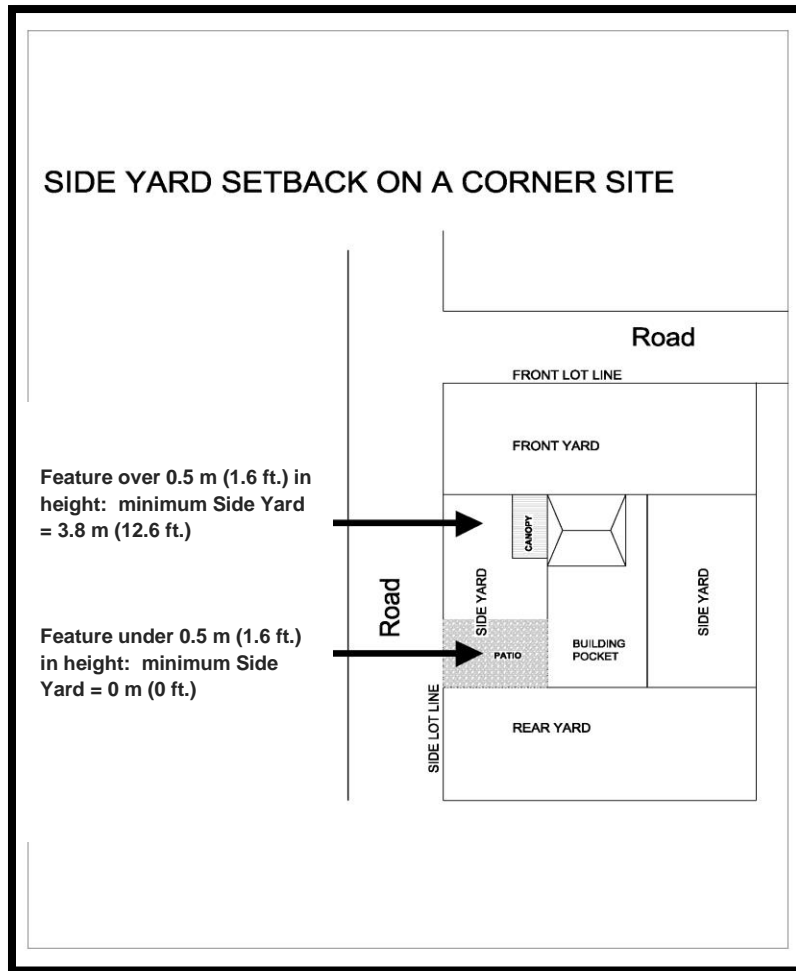 SIDE YARD SETBACK ON A CORNER SITE
Road
FRONT LOT LINE
FRONT YARD
Feature over 0.5 m (1.6 ft.) in
height: minimum Side Yard
= 3.8 m (12.6 ft.)
CANOPY
Road
SIDE YARD
SIDE YARD
Feature under 0.5 m (1.6 ft.)
in height: minimum Side
Yard = 0 m (0 ft.)
PATIO
BUILDING
POCKET
SIDE LOT LINE
REAR YARD